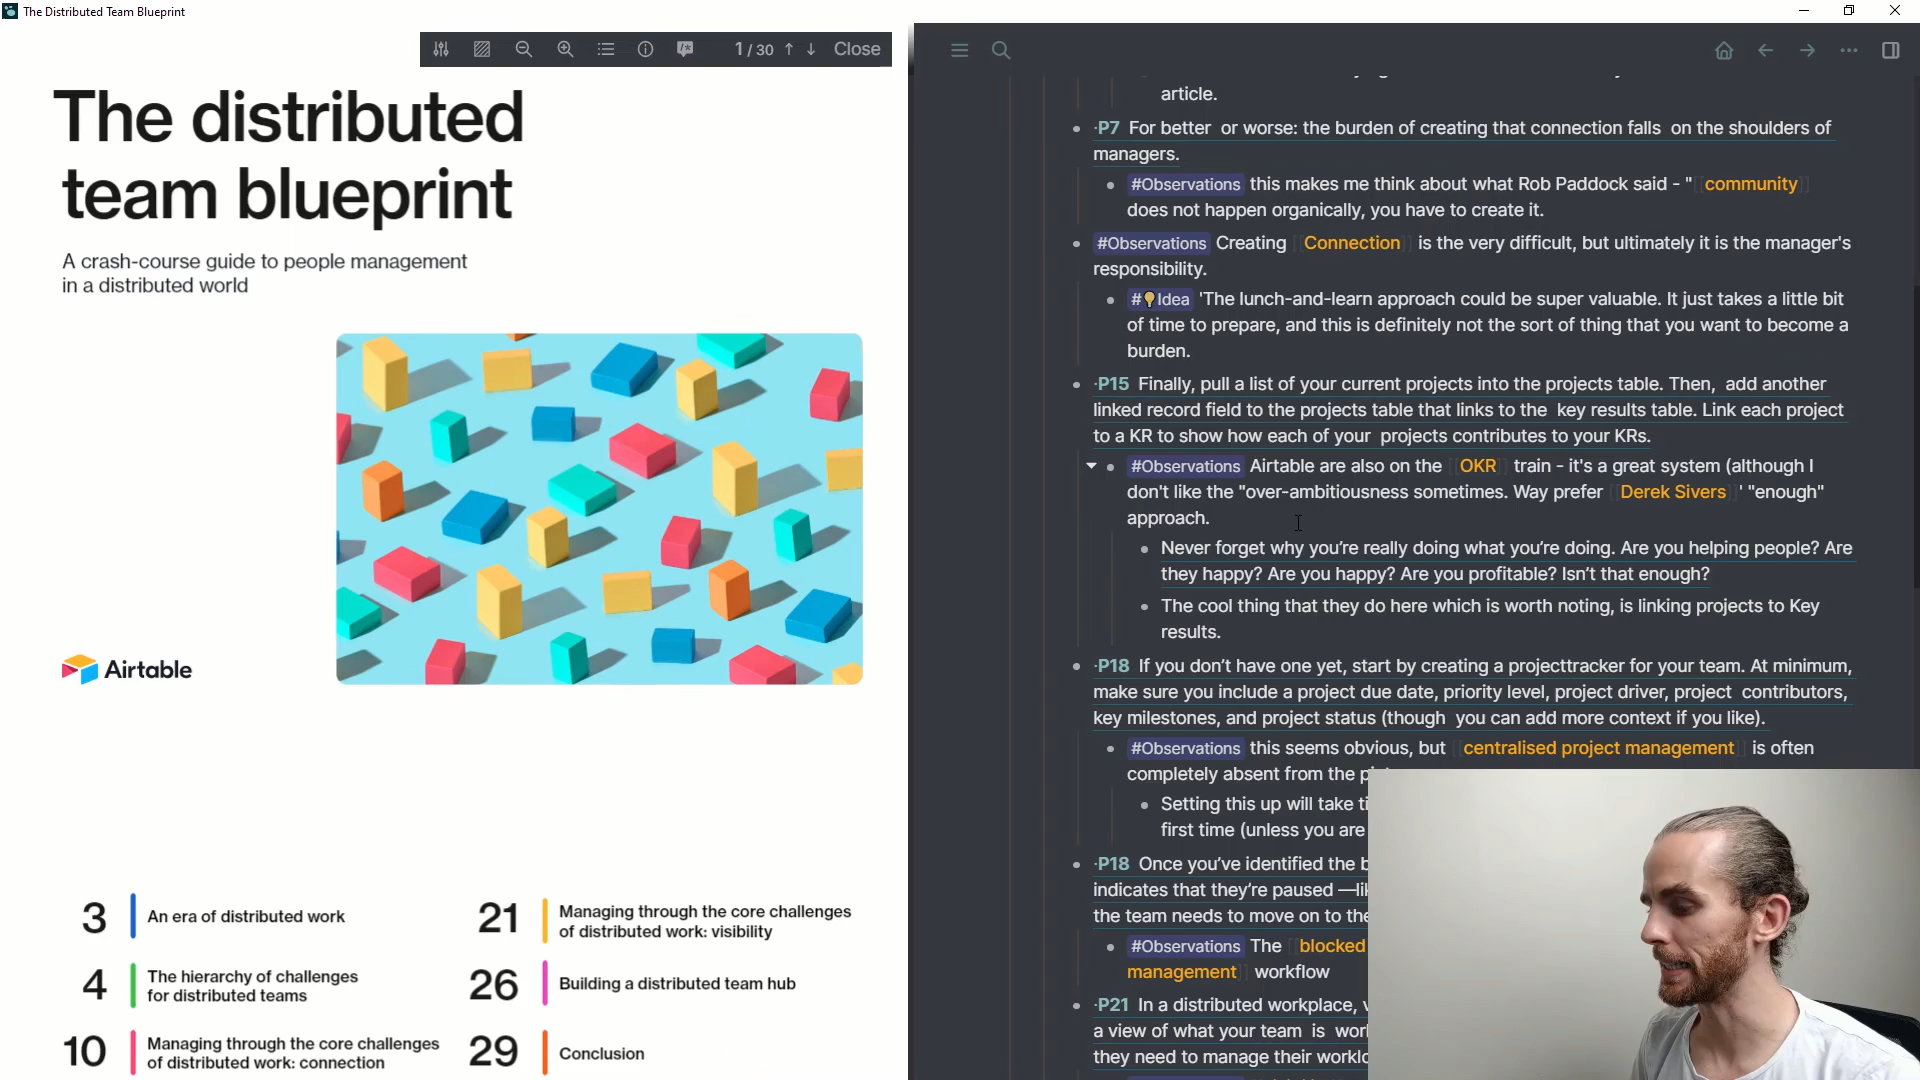 The Distributed Team Blueprint
1 / 30 ↑ ↓ Close
The distributed
team blueprint
A crash-course guide to people management
in a distributed world
Airtable
3 An era of distributed work
4 The hierarchy of challenges
for distributed teams
10 Managing through the core challenges
of distributed work: connection
21 Managing through the core challenges
of distributed work: visibility
26 Building a distributed team hub
29 Conclusion
article.
P7 For better or worse: the burden of creating that connection falls on the shoulders of
managers.
#Observations this makes me think about what Rob Paddock said - "[[community]]
does not happen organically, you have to create it.
#Observations Creating [[Connection]] is the very difficult, but ultimately it is the manager's
responsibility.
#💡Idea 'The lunch-and-learn approach could be super valuable. It just takes a little bit
of time to prepare, and this is definitely not the sort of thing that you want to become a
burden.
P15 Finally, pull a list of your current projects into the projects table. Then, add another
linked record field to the projects table that links to the key results table. Link each project
to a KR to show how each of your projects contributes to your KRs.
#Observations Airtable are also on the [[OKR]] train - it's a great system (although I
don't like the "over-ambitiousness sometimes. Way prefer [[Derek Sivers]]' "enough"
approach.
Never forget why you’re really doing what you’re doing. Are you helping people? Are
they happy? Are you happy? Are you profitable? Isn’t that enough?
The cool thing that they do here which is worth noting, is linking projects to Key
results.
P18 If you don’t have one yet, start by creating a projecttracker for your team. At minimum,
make sure you include a project due date, priority level, project driver, project contributors,
key milestones, and project status (though you can add more context if you like).
#Observations this seems obvious, but [[centralised project management]] is often
completely absent from the
Setting this up will take
first time (unless you are
P18 Once you’ve identified the
indicates that they’re paused —
the team needs to move on to the
#Observations The [[blocked
management]] workflow
P21 In a distributed workplace,
a view of what your team is
they need to manage their